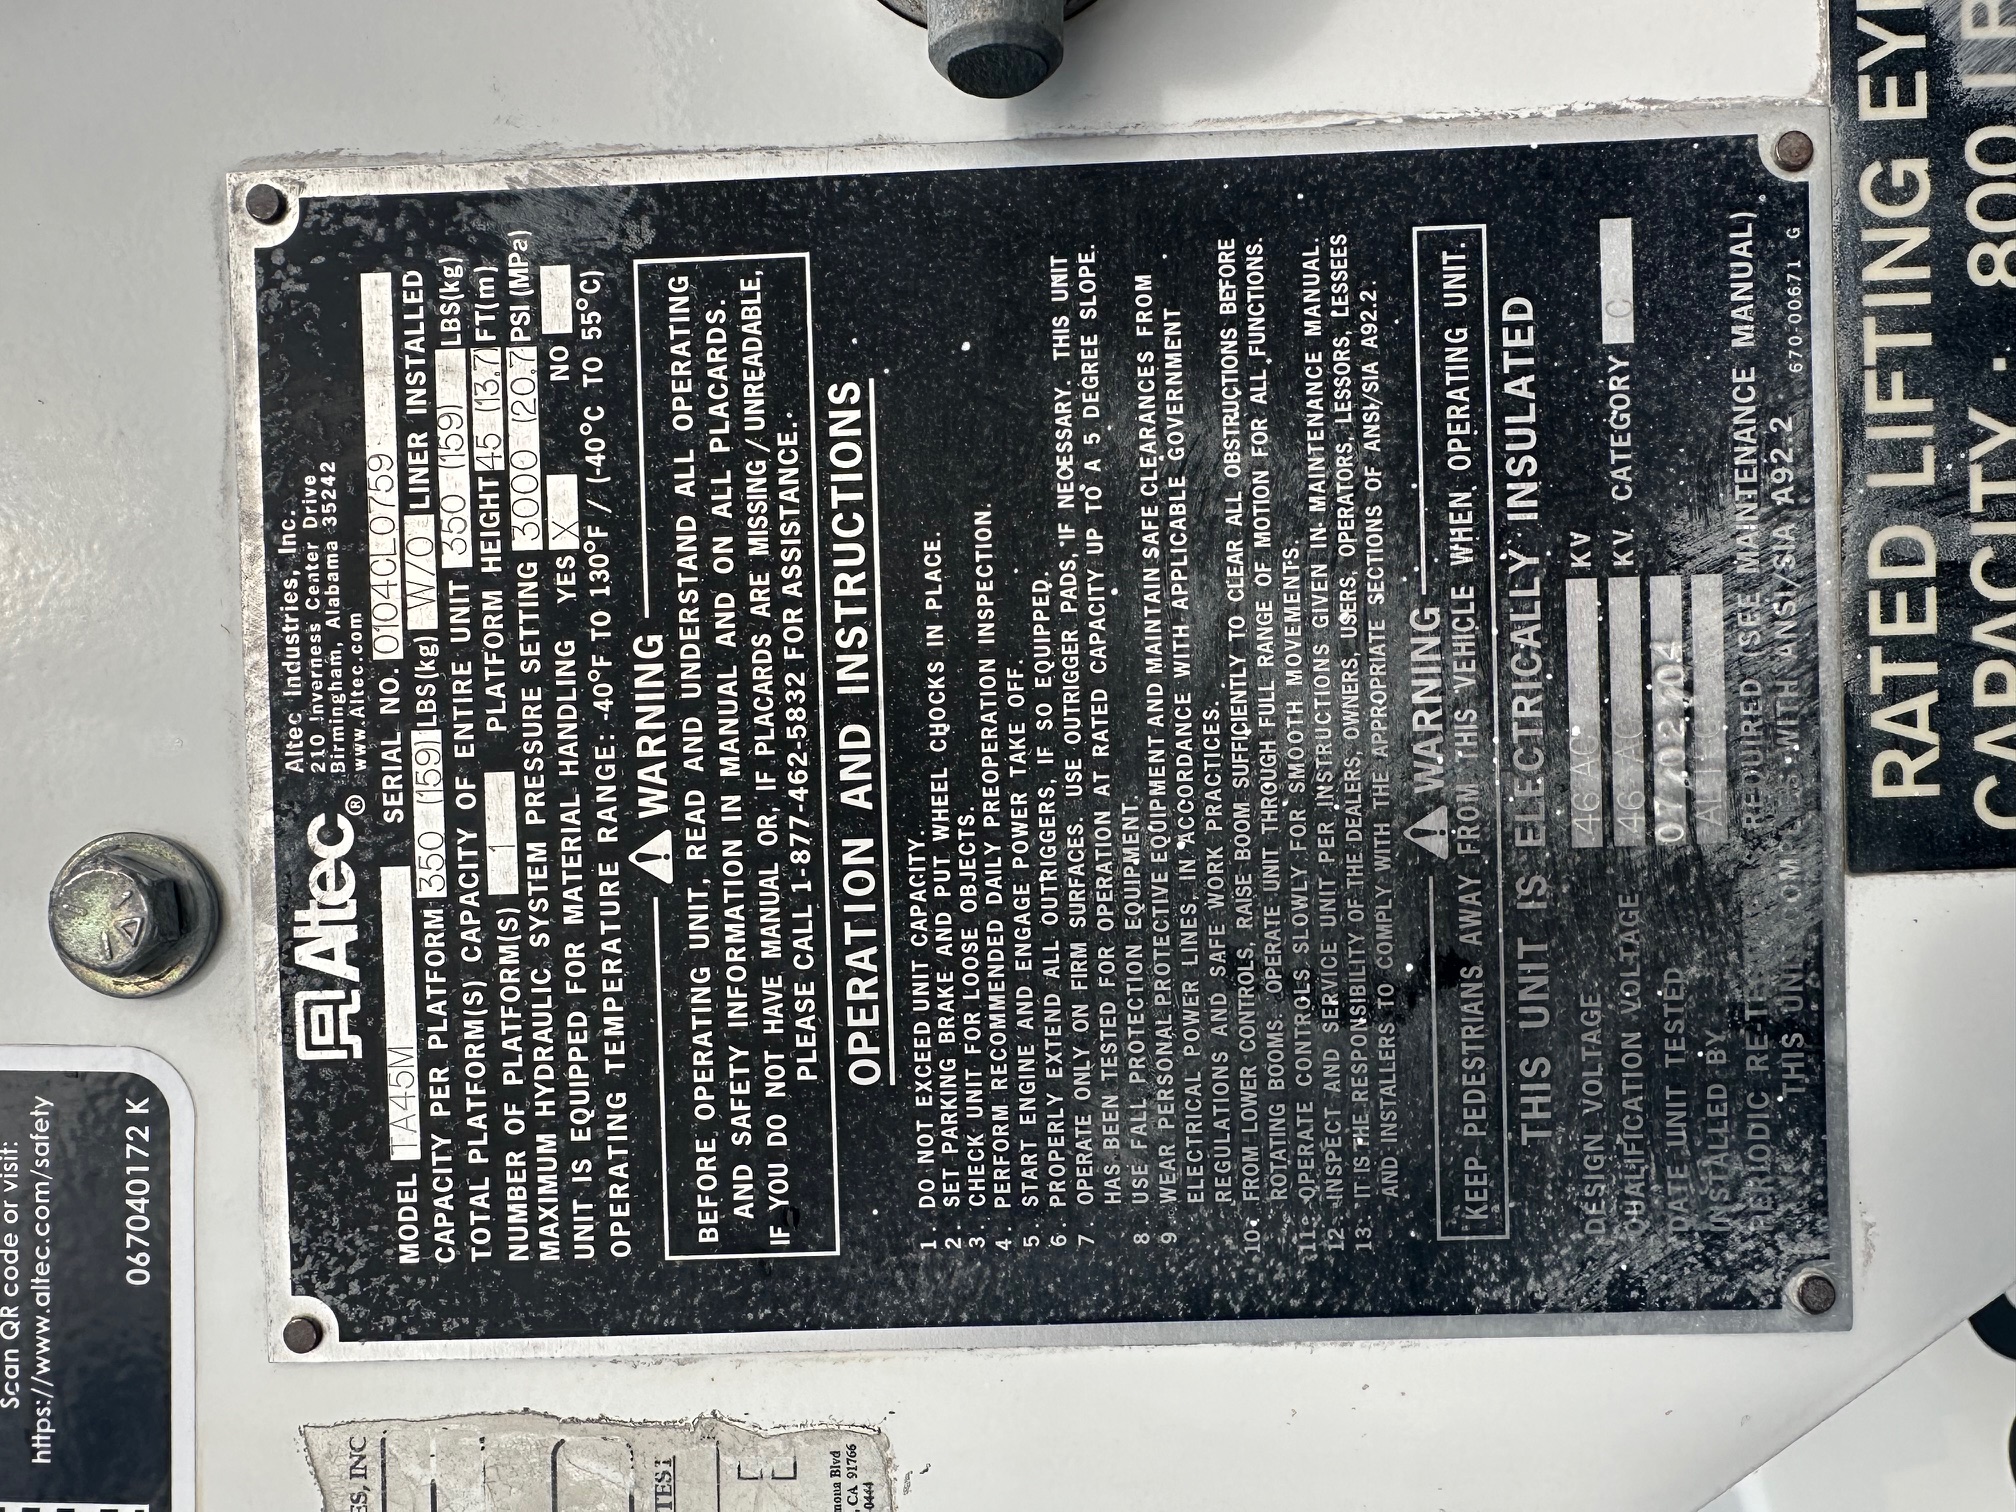 Scan QR code or visit:
https://www.altec.com/safety
067040172 K
Altec®
Altec Industries, Inc.
210 Inverness Center Drive
Birmingham, Alabama 35242
www.Altec.com
MODEL TA45M SERIAL NO. 0104CL0759
CAPACITY PER PLATFORM 350 (159) LBS(kg) W/O LINER INSTALLED
TOTAL PLATFORM(S) CAPACITY OF ENTIRE UNIT 350 (159) LBS(kg)
NUMBER OF PLATFORM(S) 1 PLATFORM HEIGHT 45 (13.7 FT(m)
MAXIMUM HYDRAULIC SYSTEM PRESSURE SETTING 3000 (20.7 PSI (MPa)
UNIT IS EQUIPPED FOR MATERIAL HANDLING YES X NO
OPERATING TEMPERATURE RANGE: -40°F TO 130°F / (-40°C TO 55°C)
⚠ WARNING
BEFORE OPERATING UNIT, READ AND UNDERSTAND ALL OPERATING
AND SAFETY INFORMATION IN MANUAL AND ON ALL PLACARDS.
IF YOU DO NOT HAVE MANUAL OR, IF PLACARDS ARE MISSING / UNREADABLE,
PLEASE CALL 1-877-462-5832 FOR ASSISTANCE.
OPERATION AND INSTRUCTIONS
1. DO NOT EXCEED UNIT CAPACITY.
2. SET PARKING BRAKE AND PUT WHEEL CHOCKS IN PLACE.
3. CHECK UNIT FOR LOOSE OBJECTS.
4. PERFORM RECOMMENDED DAILY PREOPERATION INSPECTION.
5. START ENGINE AND ENGAGE POWER TAKE OFF.
6. PROPERLY EXTEND ALL OUTRIGGERS, IF SO EQUIPPED.
7. OPERATE ONLY ON FIRM SURFACES. USE OUTRIGGER PADS, IF NECESSARY. THIS UNIT
HAS BEEN TESTED FOR OPERATION AT RATED CAPACITY UP TO A 5 DEGREE SLOPE.
8. USE FALL PROTECTION EQUIPMENT.
9. WEAR PERSONAL PROTECTIVE EQUIPMENT AND MAINTAIN SAFE CLEARANCES FROM
ELECTRICAL POWER LINES, IN ACCORDANCE WITH APPLICABLE GOVERNMENT
REGULATIONS AND SAFE WORK PRACTICES.
10. FROM LOWER CONTROLS, RAISE BOOM SUFFICIENTLY TO CLEAR ALL OBSTRUCTIONS BEFORE
ROTATING BOOMS. OPERATE UNIT THROUGH FULL RANGE OF MOTION FOR ALL FUNCTIONS.
11. OPERATE CONTROLS SLOWLY FOR SMOOTH MOVEMENTS.
12. INSPECT AND SERVICE UNIT PER INSTRUCTIONS GIVEN IN MAINTENANCE MANUAL.
13. IT IS THE RESPONSIBILITY OF THE DEALERS, OWNERS, USERS, OPERATORS, LESSORS, LESSEES
AND INSTALLERS TO COMPLY WITH THE APPROPRIATE SECTIONS OF ANSI/SIA A92.2.
⚠ WARNING
KEEP PEDESTRIANS AWAY FROM THIS VEHICLE WHEN OPERATING UNIT.
THIS UNIT IS ELECTRICALLY INSULATED
DESIGN VOLTAGE 46 AC KV
QUALIFICATION VOLTAGE 46 AC KV CATEGORY C
DATE UNIT TESTED 07/02/204
INSTALLED BY
PERIODIC RE-TEST REQUIRED (SEE MAINTENANCE MANUAL)
THIS UNIT COMPLIES WITH ANSI/SIA A92.2
670-00671 G
RATED LIFTING EYE
CAPACITY : 800 LB
ES, INC
TEST
mona Blvd
, CA 91766